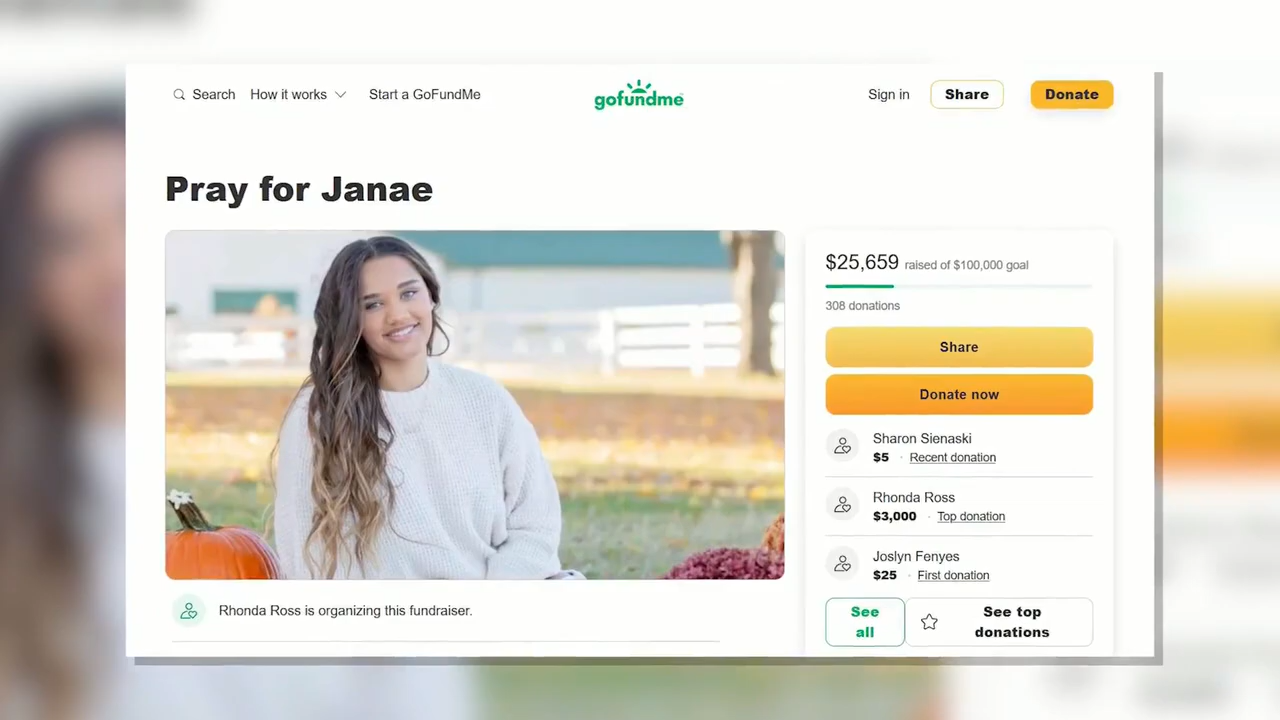 Search
How it works
Start a GoFundMe
gofundme
Sign in
Share
Donate
Pray for Janae
$25,659 raised of $100,000 goal
308 donations
Share
Donate now
Sharon Sienaski
$5 · Recent donation
Rhonda Ross
$3,000 · Top donation
Joslyn Fenyes
$25 · First donation
See
all
See top
donations
Rhonda Ross is organizing this fundraiser.